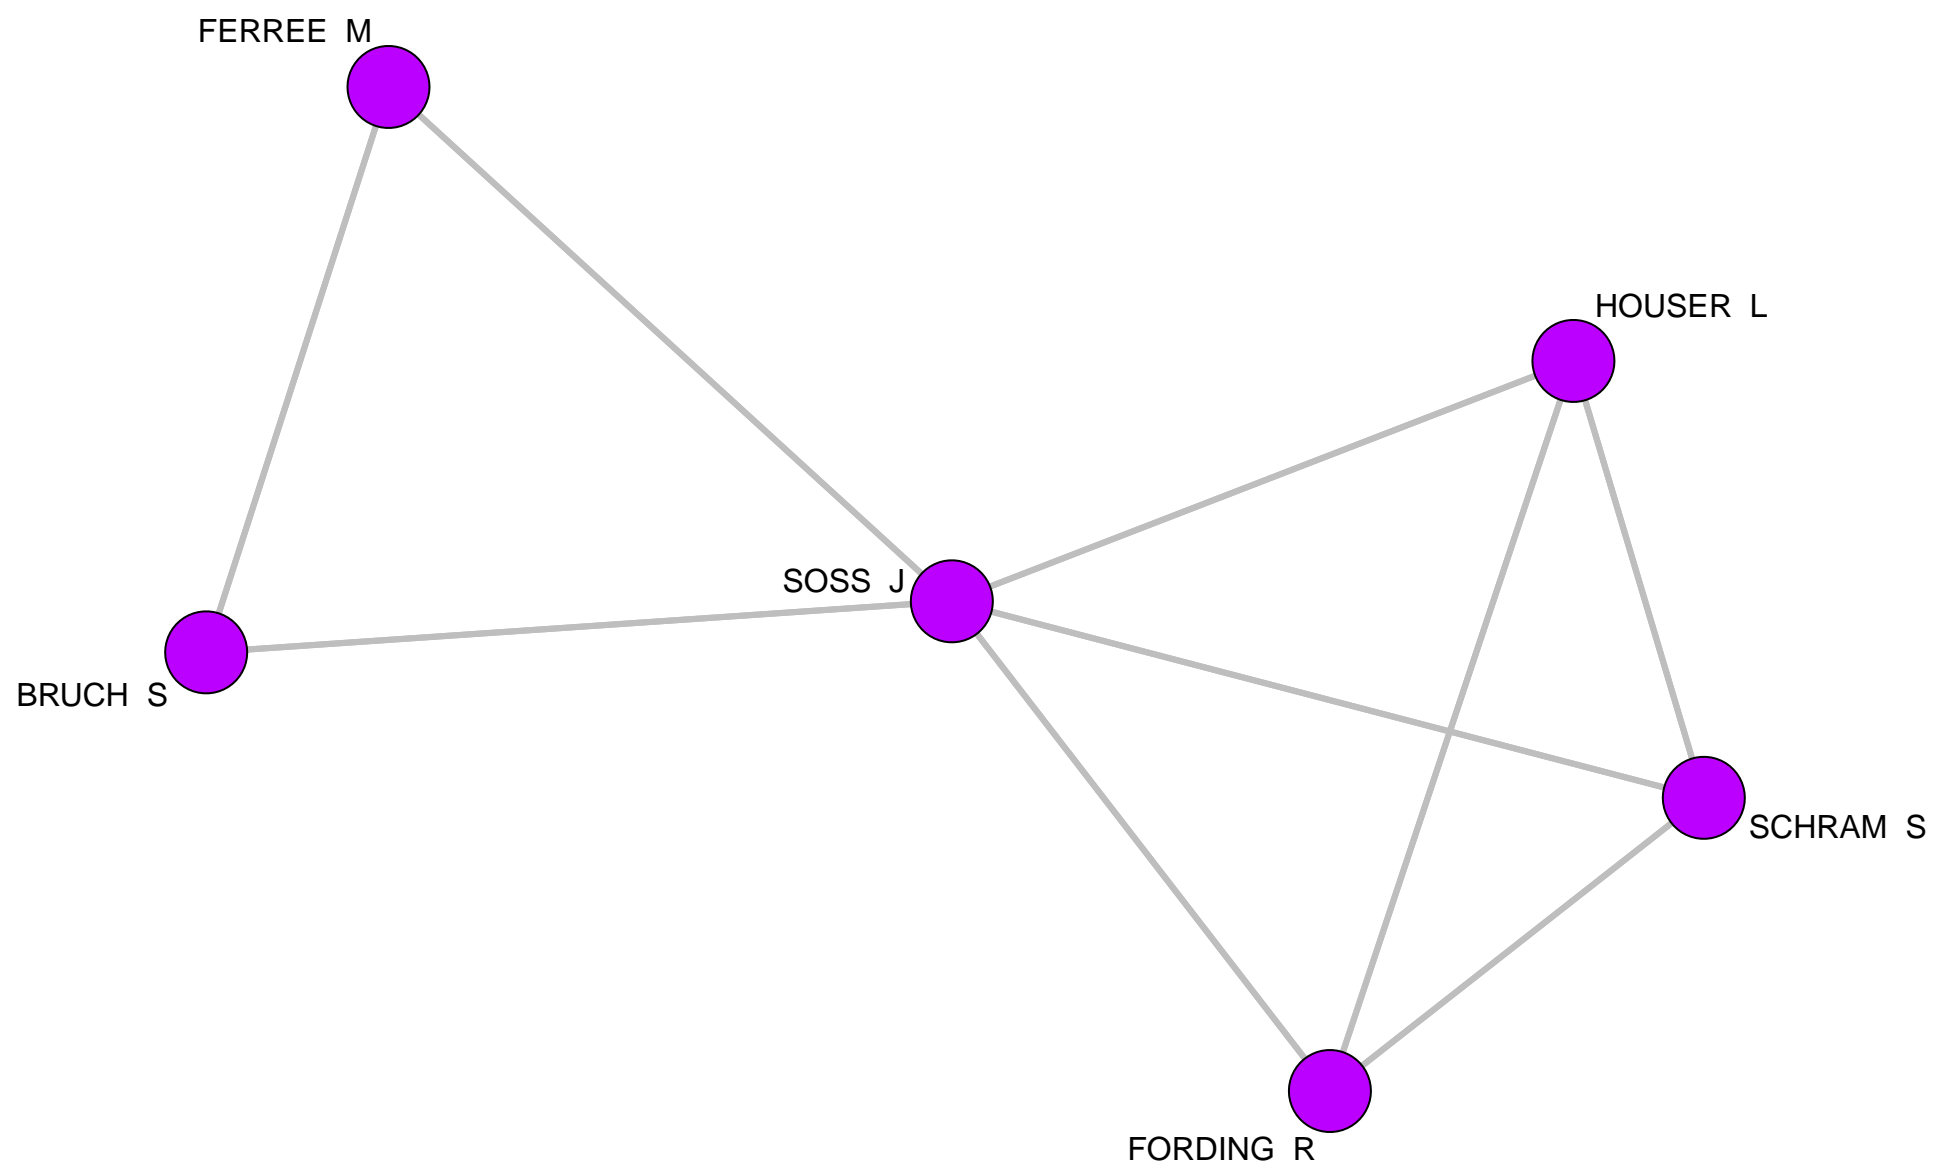 FERREE M
HOUSER L
SOSS J
BRUCH S
SCHRAM S
FORDING R